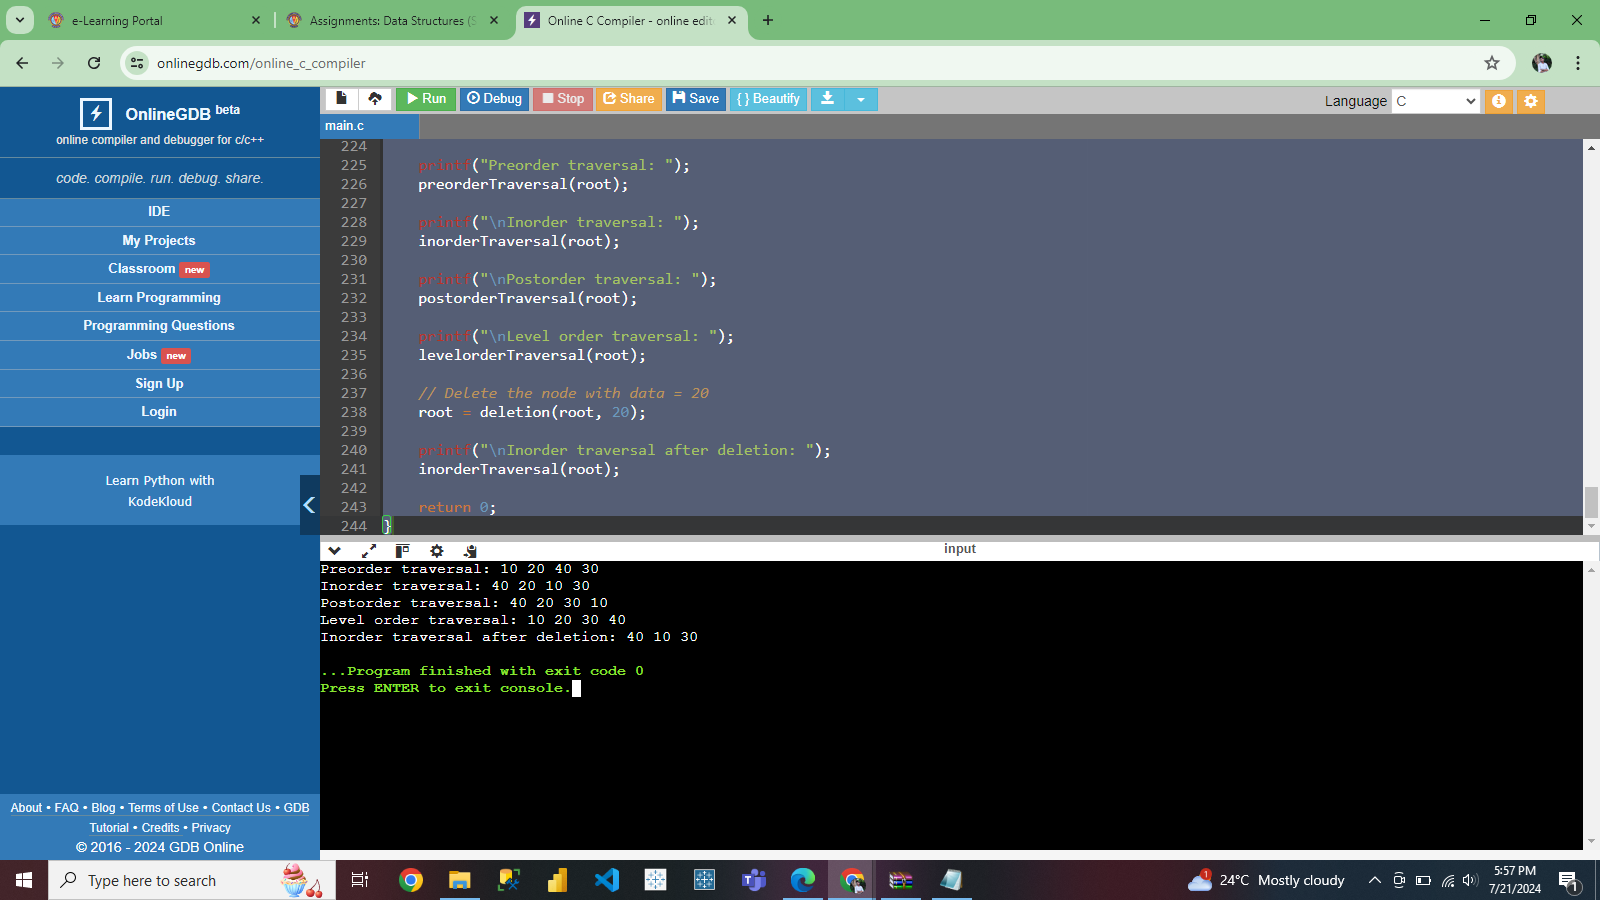 e-Learning Portal
Assignments: Data Structures (S
Online C Compiler - online edit
onlinegdb.com/online_c_compiler
OnlineGDB beta
online compiler and debugger for c/c++
code. compile. run. debug. share.
IDE
My Projects
Classroom new
Learn Programming
Programming Questions
Jobs new
Sign Up
Login
Learn Python with
KodeKloud
About • FAQ • Blog • Terms of Use • Contact Us • GDB
Tutorial • Credits • Privacy
© 2016 - 2024 GDB Online
Run Debug Stop Share Save { } Beautify
Language C
main.c
224
225 printf("Preorder traversal: ");
226 preorderTraversal(root);
227
228 printf("\nInorder traversal: ");
229 inorderTraversal(root);
230
231 printf("\nPostorder traversal: ");
232 postorderTraversal(root);
233
234 printf("\nLevel order traversal: ");
235 levelorderTraversal(root);
236
237 // Delete the node with data = 20
238 root = deletion(root, 20);
239
240 printf("\nInorder traversal after deletion: ");
241 inorderTraversal(root);
242
243 return 0;
244 }
input
Preorder traversal: 10 20 40 30
Inorder traversal: 40 20 10 30
Postorder traversal: 40 20 30 10
Level order traversal: 10 20 30 40
Inorder traversal after deletion: 40 10 30
...Program finished with exit code 0
Press ENTER to exit console.
Type here to search
1
24°C Mostly cloudy
5:57 PM
7/21/2024
1